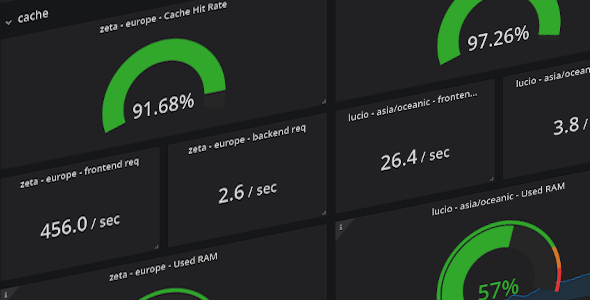 cache
zeta - europe - Cache Hit Rate
91.68%
97.26%
zeta - europe - frontend req
456.0 / sec
zeta - europe - backend req
2.6 / sec
lucio - asia/oceanic - fronten...
26.4 / sec
lucio - asia/ocean
3.8 /
zeta - europe - Used RAM
lucio - asia/oceanic - Used RAM
57%